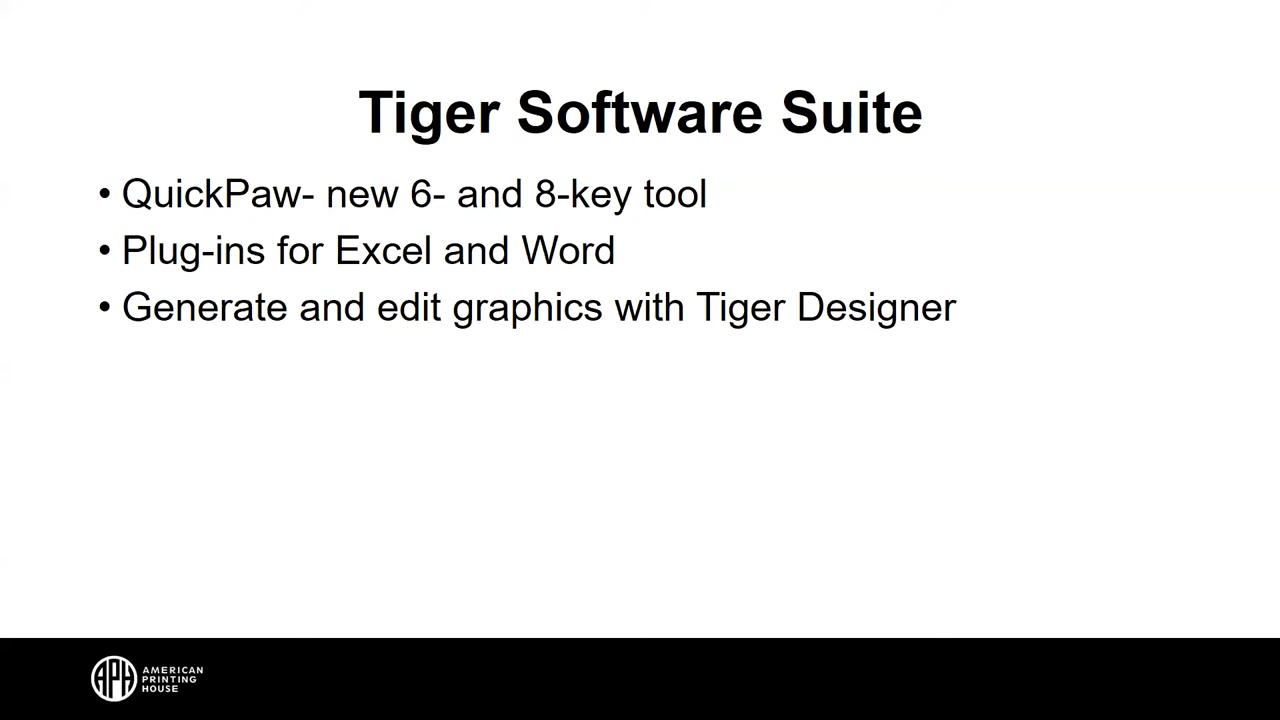 Tiger Software Suite
• QuickPaw- new 6- and 8-key tool
• Plug-ins for Excel and Word
• Generate and edit graphics with Tiger Designer
APH
AMERICAN
PRINTING
HOUSE